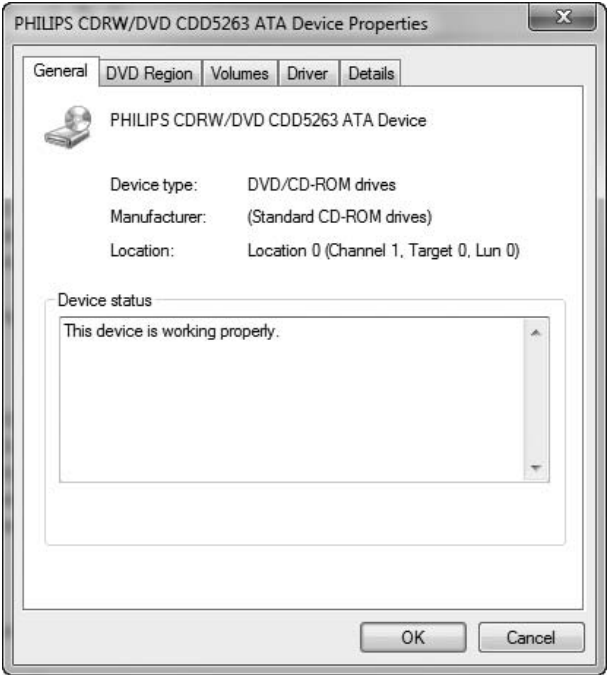 PHILIPS CDRW/DVD CDD5263 ATA Device Properties
General DVD Region Volumes Driver Details
PHILIPS CDRW/DVD CDD5263 ATA Device
Device type: DVD/CD-ROM drives
Manufacturer: (Standard CD-ROM drives)
Location: Location 0 (Channel 1, Target 0, Lun 0)
Device status
This device is working properly.
OK Cancel